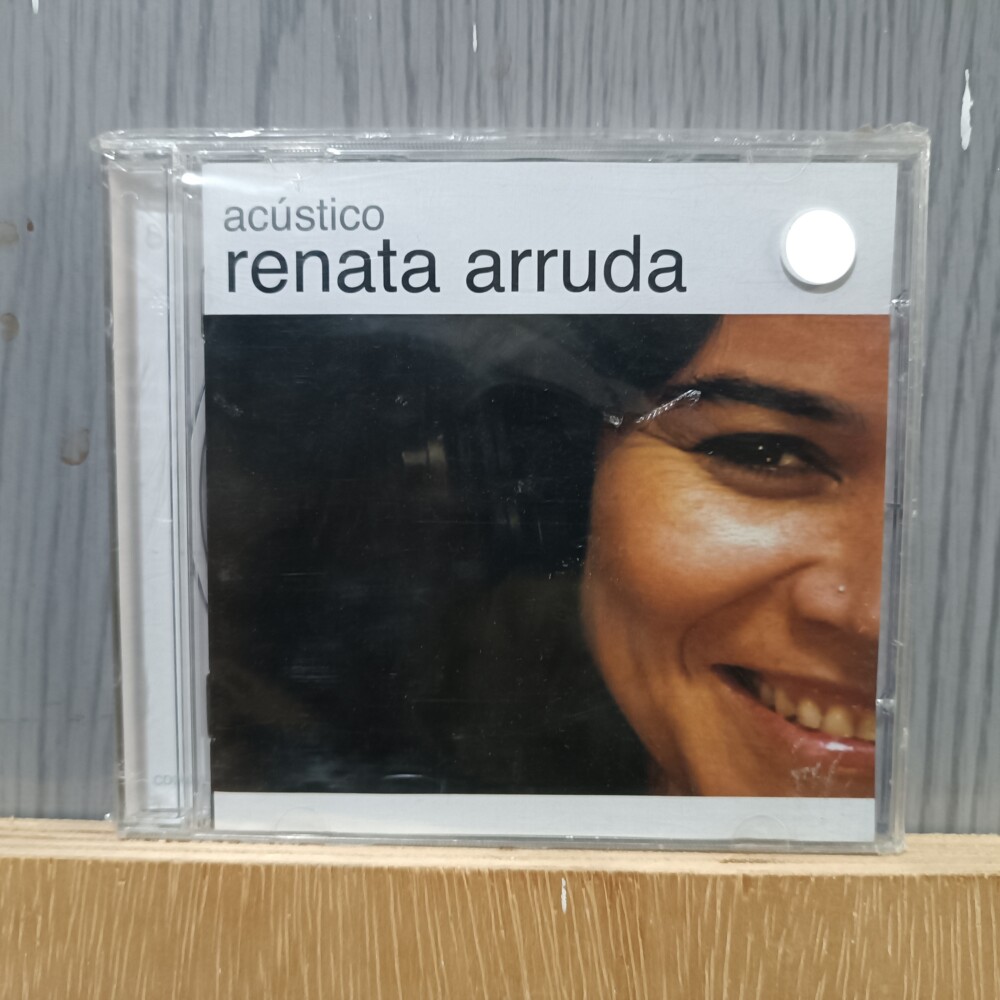 acústico
renata arruda